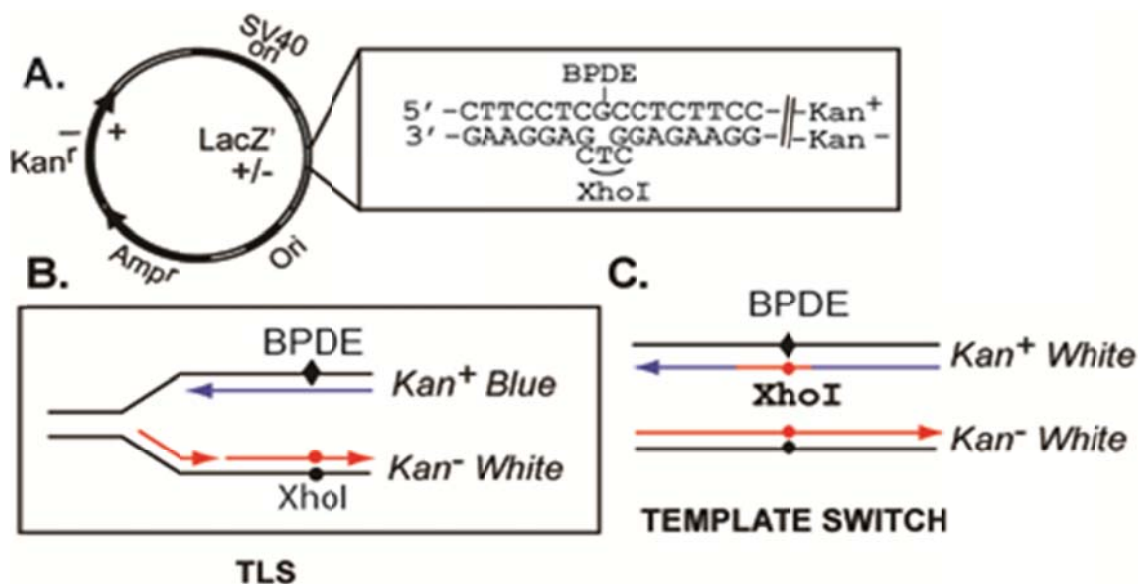 A.
SV40
ori
Kanʳ
−
+
LacZ'
+/-
Ampʳ
Ori
BPDE
5′-CTTCCTCGCCTCTTCC-//-Kan⁺
3′-GAAGGAG GGAGAAGG-//-Kan⁻
CTC
XhoI
B.
BPDE
Kan⁺ Blue
Kan⁻ White
XhoI
TLS
C.
BPDE
Kan⁺ White
XhoI
Kan⁻ White
TEMPLATE SWITCH